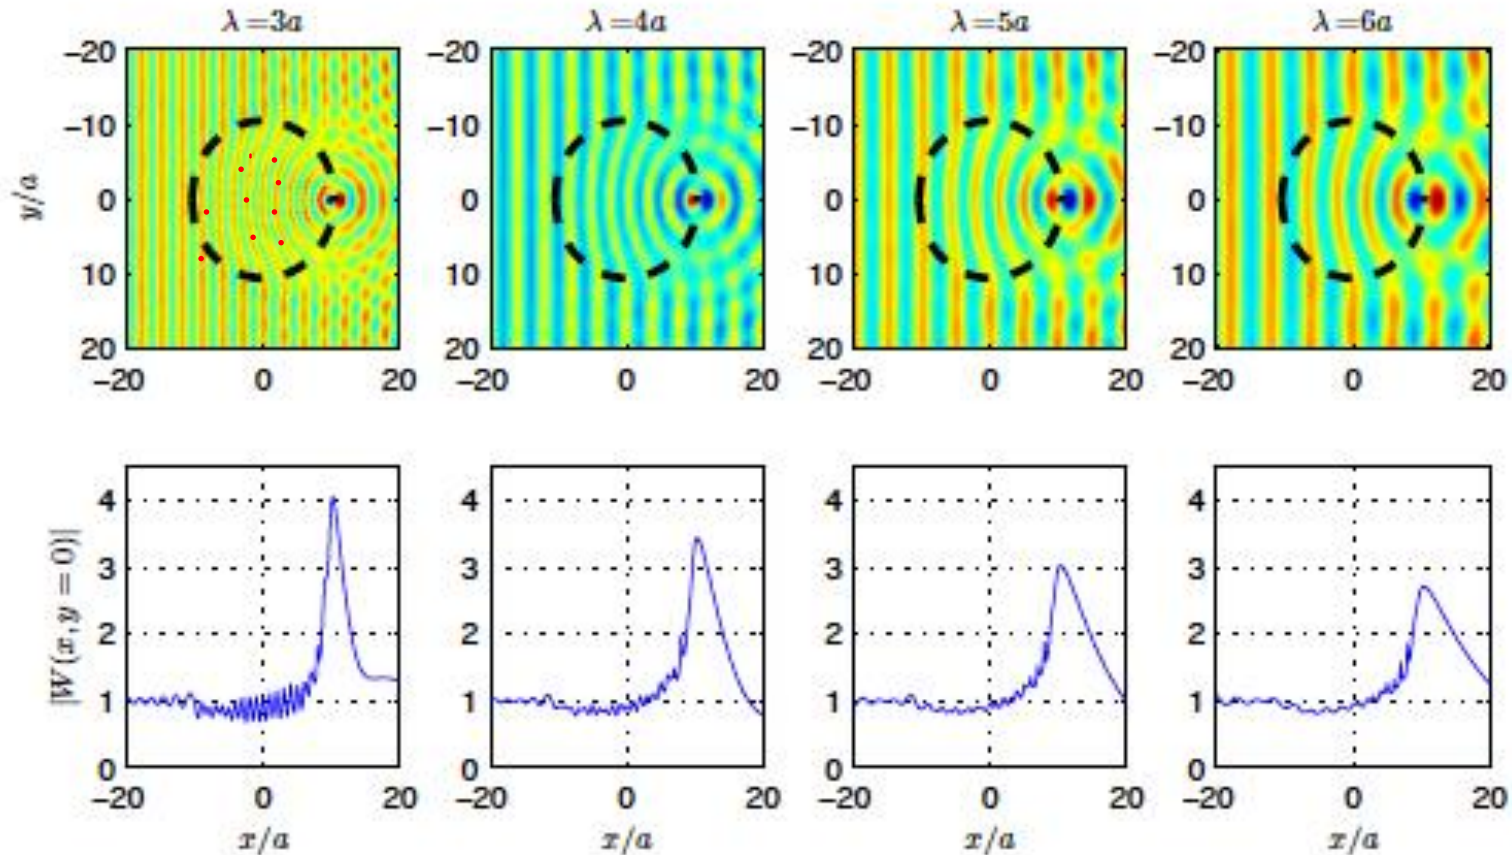 λ=3a λ=4a λ=5a λ=6a
y/a
−20 −20 −20 −20
−10 −10 −10 −10
0 0 0 0
10 10 10 10
20 20 20 20
−20 0 20 −20 0 20 −20 0 20 −20 0 20
|W(x, y = 0)|
4 4 4 4
3 3 3 3
2 2 2 2
1 1 1 1
0 0 0 0
−20 0 20 −20 0 20 −20 0 20 −20 0 20
x/a x/a x/a x/a